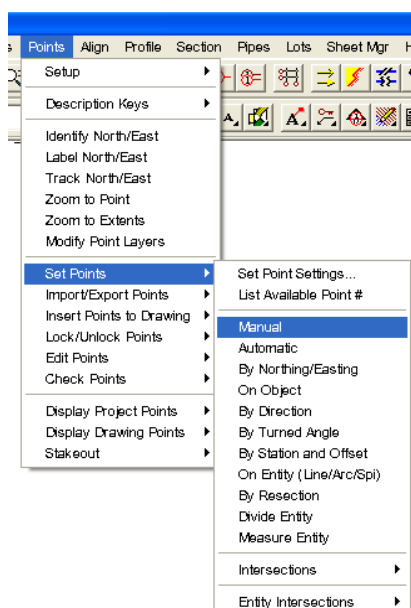 s Points Align Profile Section Pipes Lots Sheet Mgr H
Setup
Description Keys
Identify North/East
Label North/East
Track North/East
Zoom to Point
Zoom to Extents
Modify Point Layers
Set Points
Import/Export Points
Insert Points to Drawing
Lock/Unlock Points
Edit Points
Check Points
Display Project Points
Display Drawing Points
Stakeout
Set Point Settings...
List Available Point #
Manual
Automatic
By Northing/Easting
On Object
By Direction
By Turned Angle
By Station and Offset
On Entity (Line/Arc/Spi)
By Resection
Divide Entity
Measure Entity
Intersections
Entity Intersections